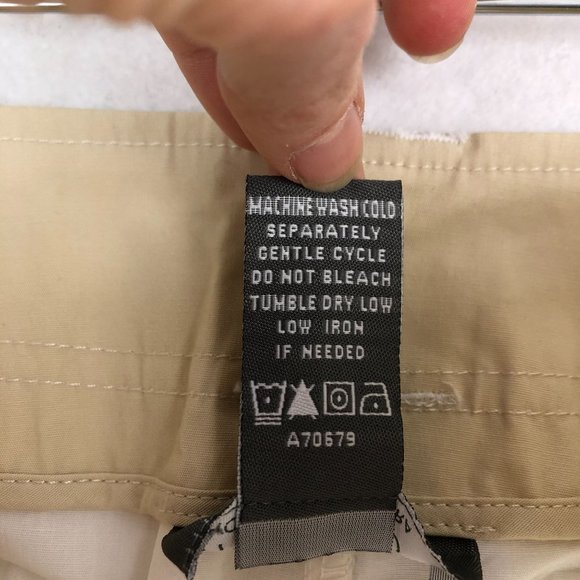 MACHINE WASH COLD
SEPARATELY
GENTLE CYCLE
DO NOT BLEACH
TUMBLE DRY LOW
LOW IRON
IF NEEDED
A70679